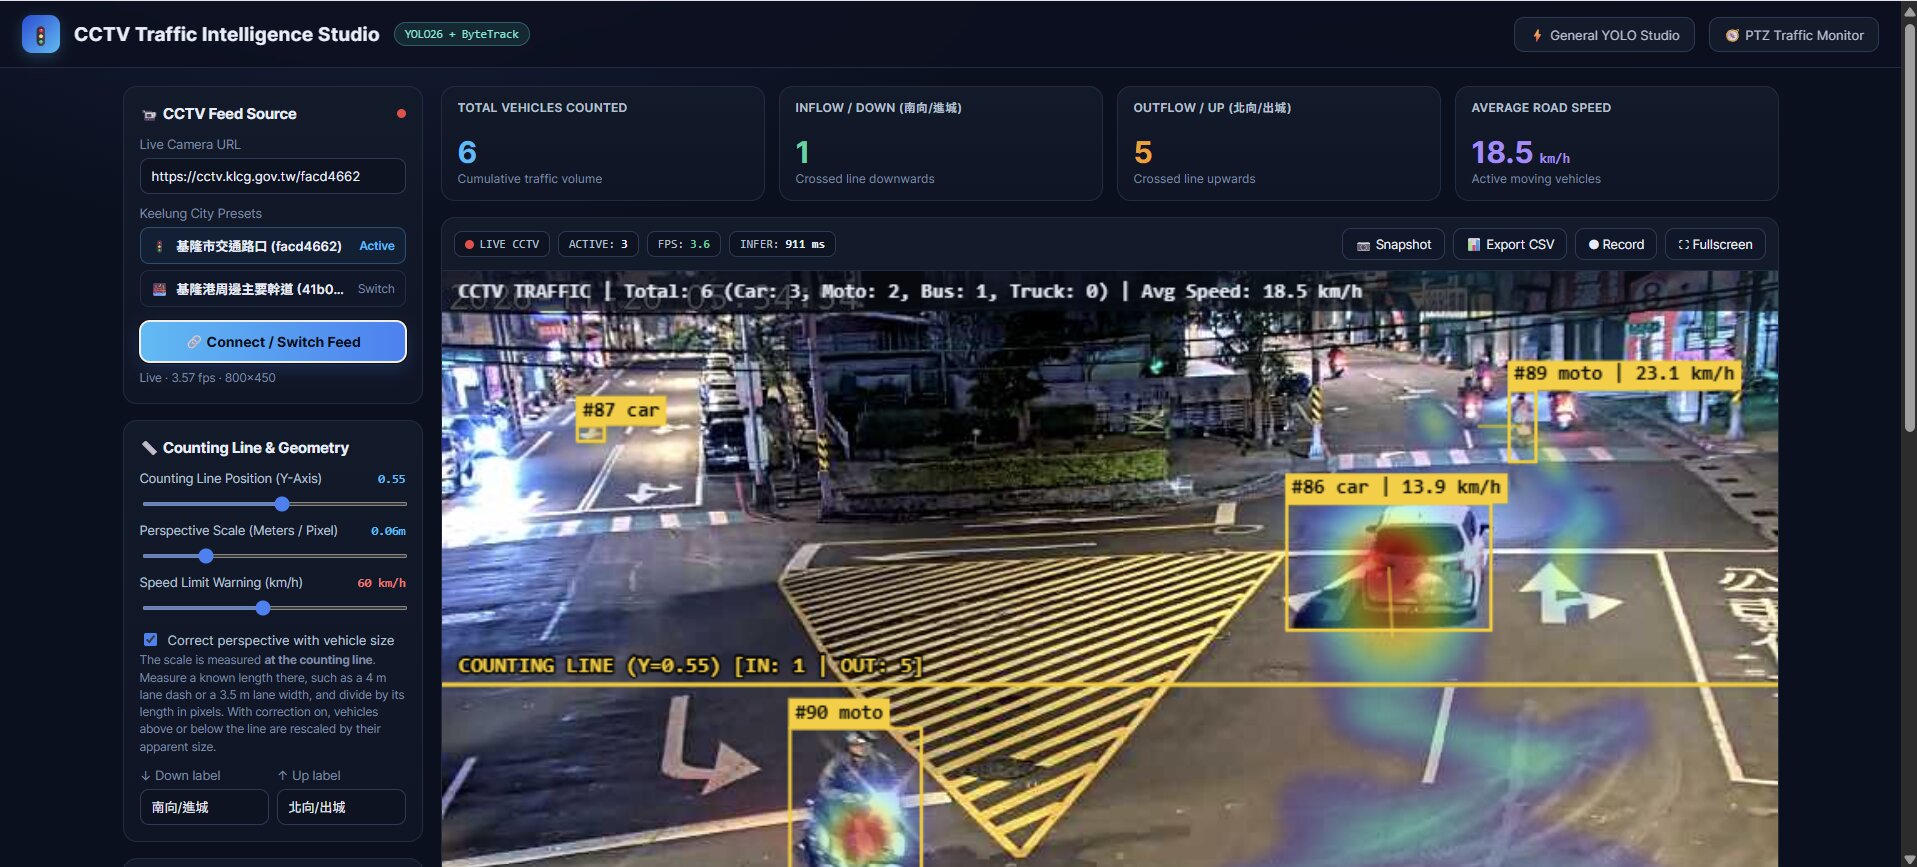 CCTV Traffic Intelligence Studio
YOLO26 + ByteTrack
General YOLO Studio
PTZ Traffic Monitor
CCTV Feed Source
Live Camera URL
https://cctv.klcg.gov.tw/facd4662
Keelung City Presets
基隆市交通路口 (facd4662)
Active
基隆港周邊主要幹道 (41b0...
Switch
Connect / Switch Feed
Live · 3.57 fps · 800×450
Counting Line & Geometry
Counting Line Position (Y-Axis)
0.55
Perspective Scale (Meters / Pixel)
0.06m
Speed Limit Warning (km/h)
60 km/h
Correct perspective with vehicle size
The scale is measured at the counting line.
Measure a known length there, such as a 4 m
lane dash or a 3.5 m lane width, and divide by its
length in pixels. With correction on, vehicles
above or below the line are rescaled by their
apparent size.
↓ Down label
↑ Up label
南向/進城
北向/出城
TOTAL VEHICLES COUNTED
6
Cumulative traffic volume
INFLOW / DOWN (南向/進城)
1
Crossed line downwards
OUTFLOW / UP (北向/出城)
5
Crossed line upwards
AVERAGE ROAD SPEED
18.5 km/h
Active moving vehicles
LIVE CCTV
ACTIVE: 3
FPS: 3.6
INFER: 911 ms
Snapshot
Export CSV
Record
Fullscreen
CCTV TRAFFIC | Total: 6 (Car: 3, Moto: 2, Bus: 1, Truck: 0) | Avg Speed: 18.5 km/h
#89 moto | 23.1 km/h
#87 car
#86 car | 13.9 km/h
COUNTING LINE (Y=0.55) [IN: 1 | OUT: 5]
#90 moto